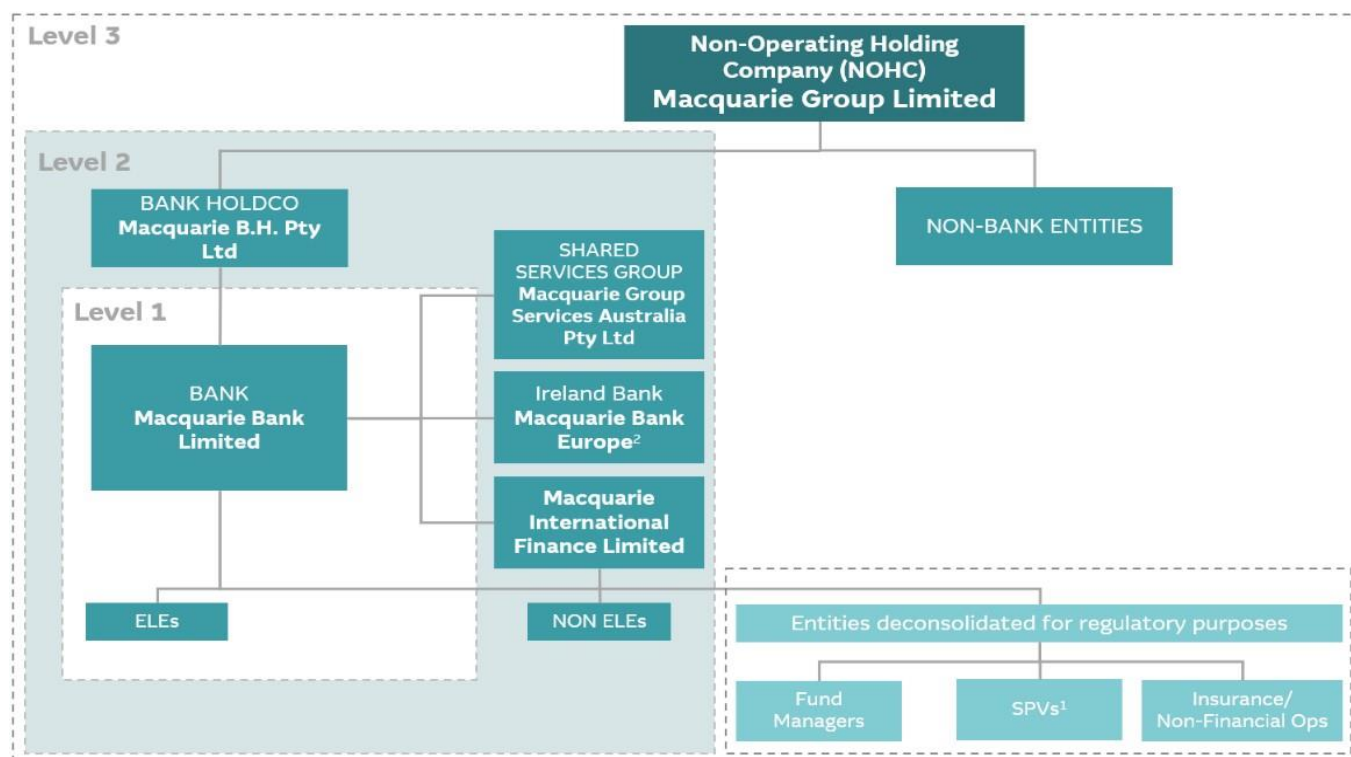 Level 3
Non-Operating Holding
Company (NOHC)
Macquarie Group Limited
Level 2
BANK HOLDCO
Macquarie B.H. Pty
Ltd
NON-BANK ENTITIES
SHARED
SERVICES GROUP
Macquarie Group
Services Australia
Pty Ltd
Level 1
BANK
Macquarie Bank
Limited
Ireland Bank
Macquarie Bank
Europe²
Macquarie
International
Finance Limited
ELEs
NON ELEs
Entities deconsolidated for regulatory purposes
Fund
Managers
SPVs¹
Insurance/
Non-Financial Ops